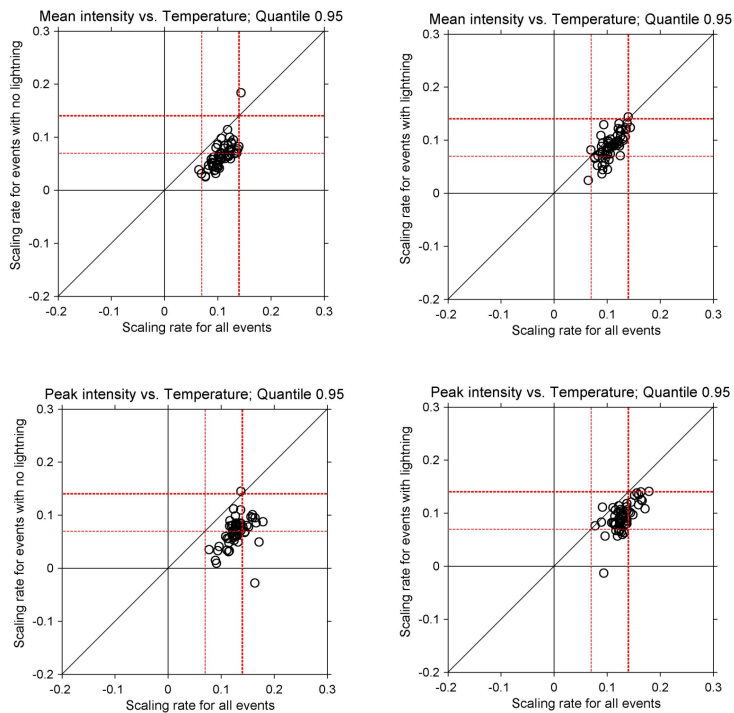 Mean intensity vs. Temperature; Quantile 0.95
Scaling rate for events with no lightning
0.3
0.2
0.1
0
-0.1
-0.2
-0.2 -0.1 0 0.1 0.2 0.3
Scaling rate for all events
Mean intensity vs. Temperature; Quantile 0.95
Scaling rate for events with lightning
0.3
0.2
0.1
0
-0.1
-0.2
-0.2 -0.1 0 0.1 0.2 0.3
Scaling rate for all events
Peak intensity vs. Temperature; Quantile 0.95
Scaling rate for events with no lightning
0.3
0.2
0.1
0
-0.1
-0.2
-0.2 -0.1 0 0.1 0.2 0.3
Scaling rate for all events
Peak intensity vs. Temperature; Quantile 0.95
Scaling rate for events with lightning
0.3
0.2
0.1
0
-0.1
-0.2
-0.2 -0.1 0 0.1 0.2 0.3
Scaling rate for all events